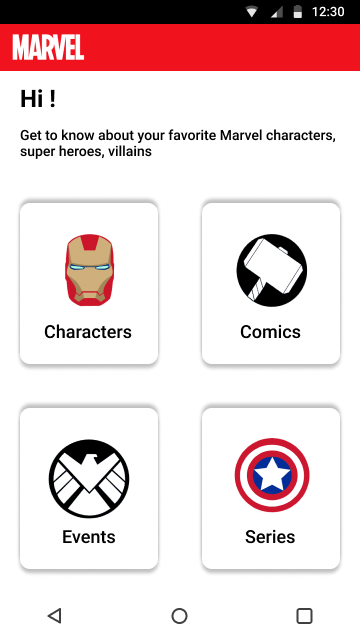 12:30
MARVEL
Hi !
Get to know about your favorite Marvel characters,
super heroes, villains
Characters
Comics
Events
Series